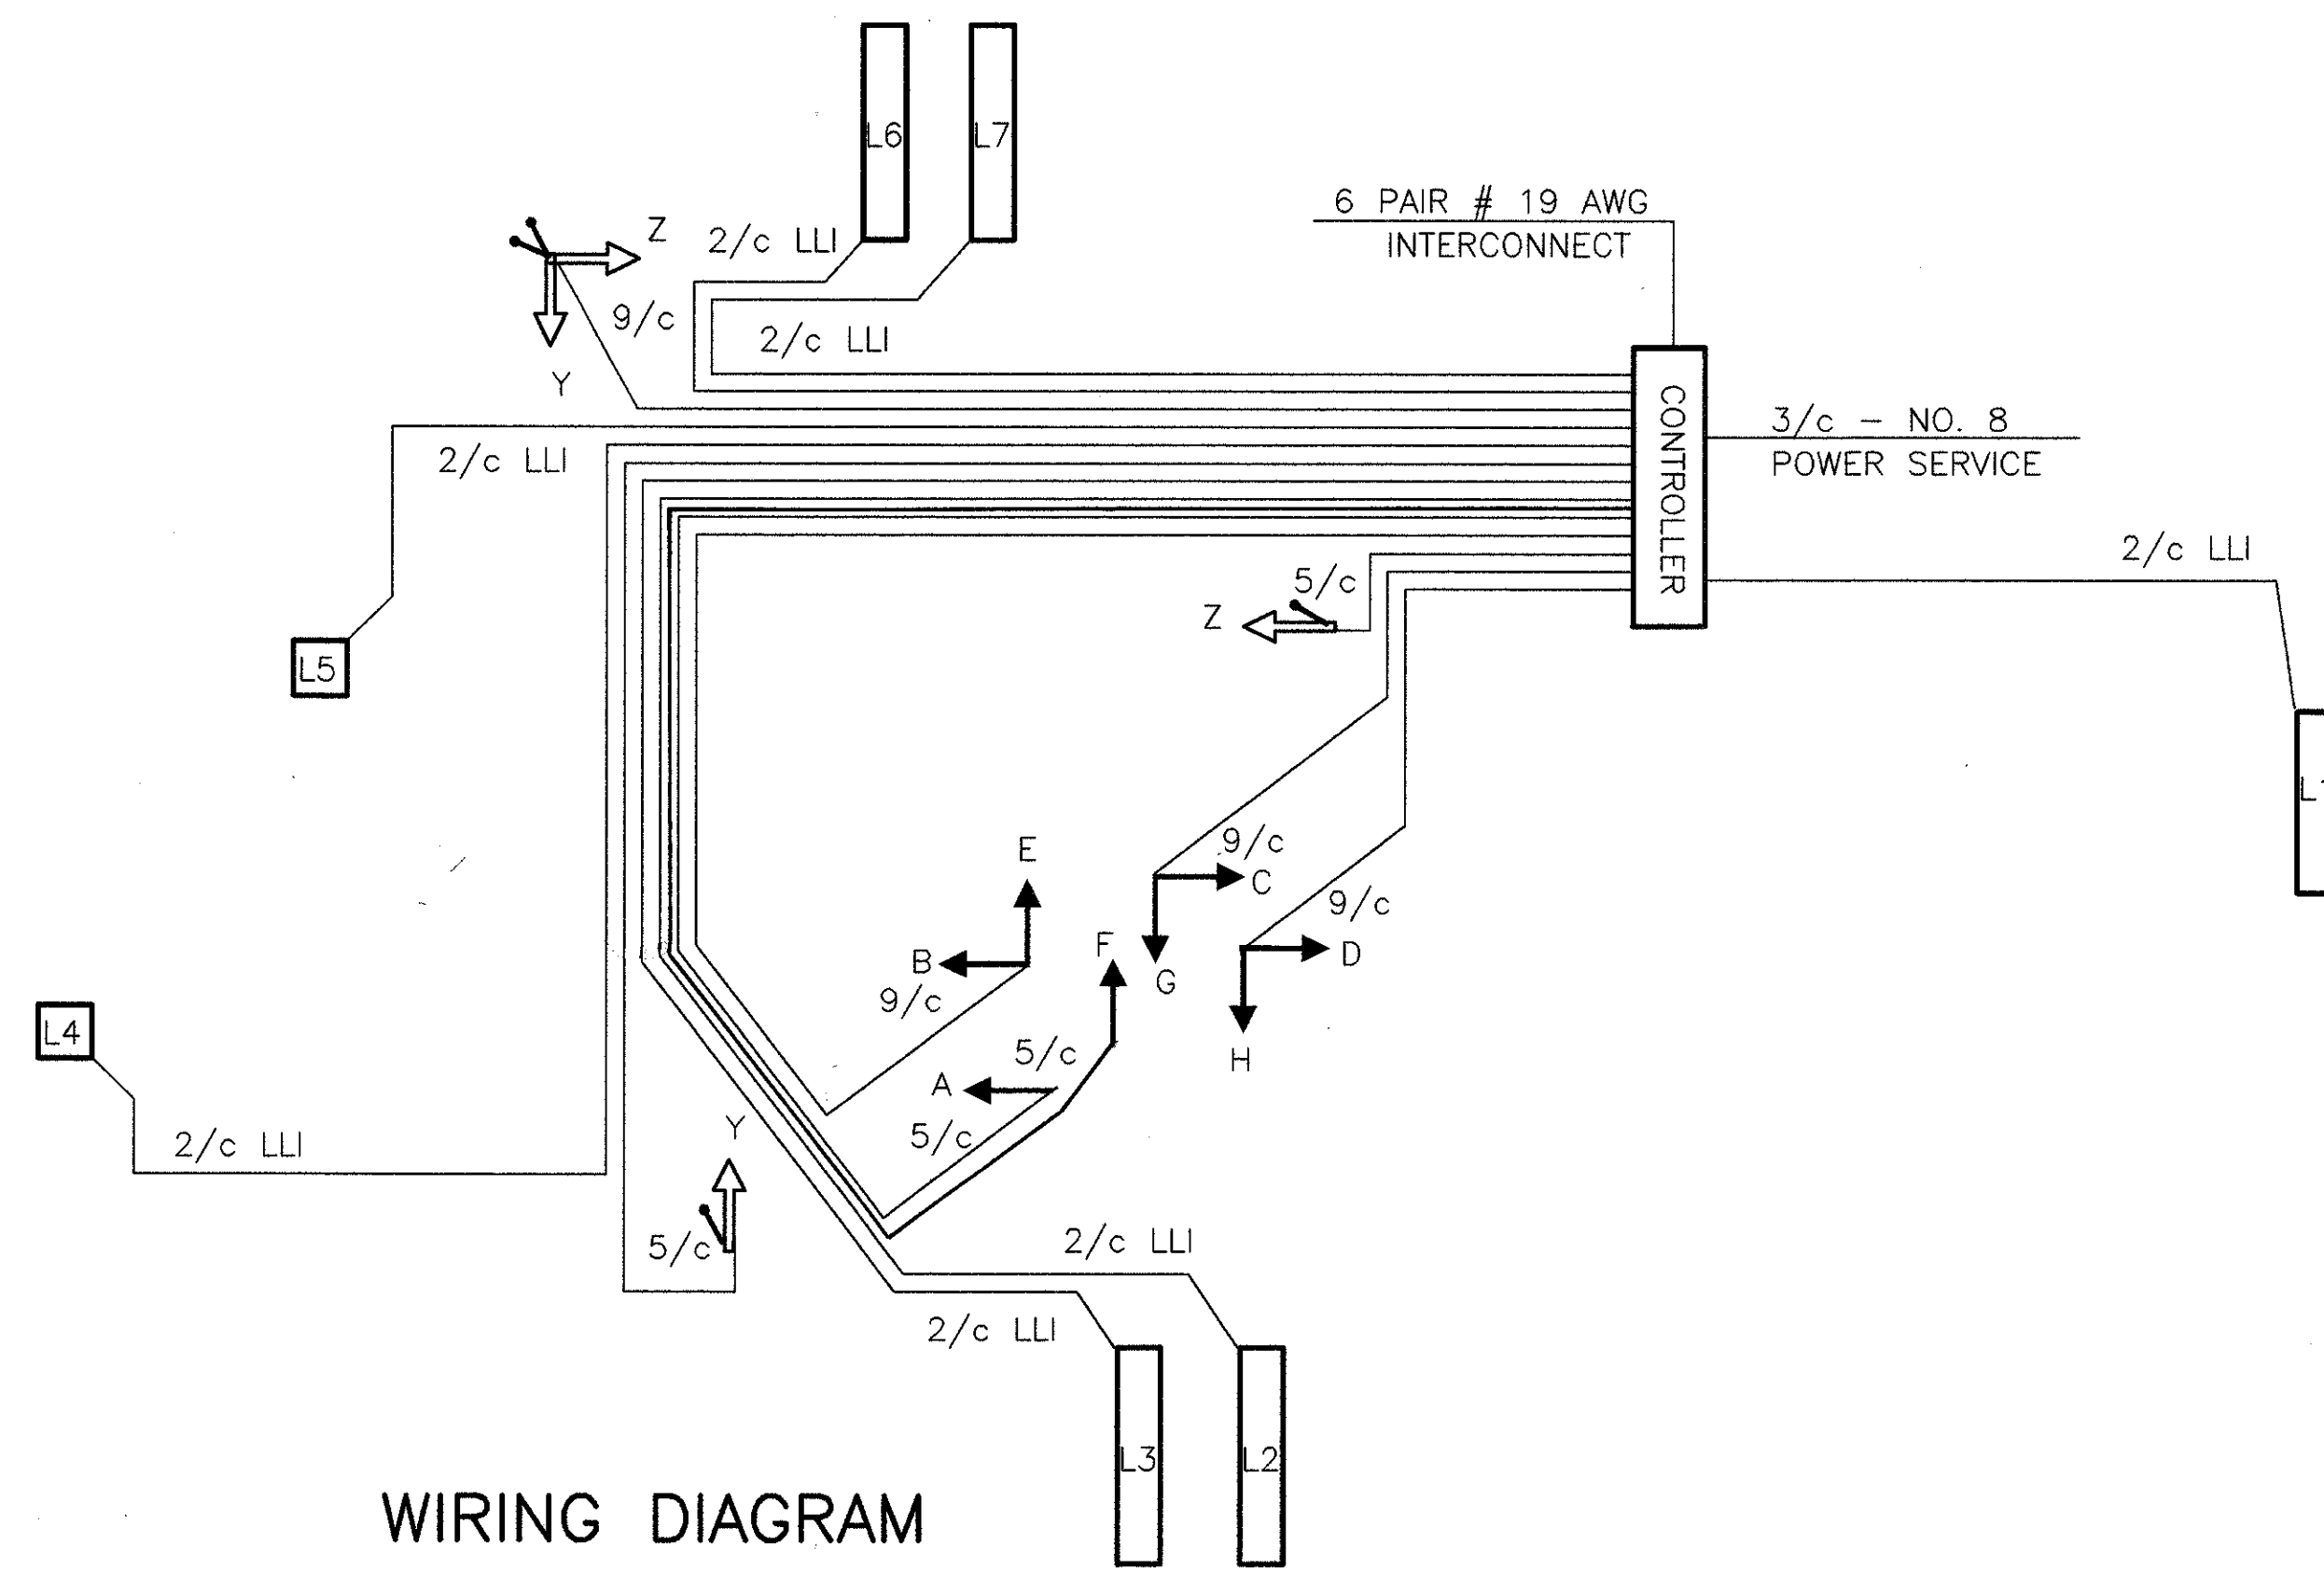 L6
L7
6 PAIR # 19 AWG
INTERCONNECT
Z
2/c LLI
9/c
2/c LLI
Y
CONTROLLER
3/c - NO. 8
POWER SERVICE
2/c LLI
2/c LLI
5/c
Z
L5
L1
E
9/c
C
9/c
F
D
B
G
9/c
L4
H
5/c
A
Y
5/c
2/c LLI
5/c
2/c LLI
2/c LLI
L3
L2
WIRING DIAGRAM